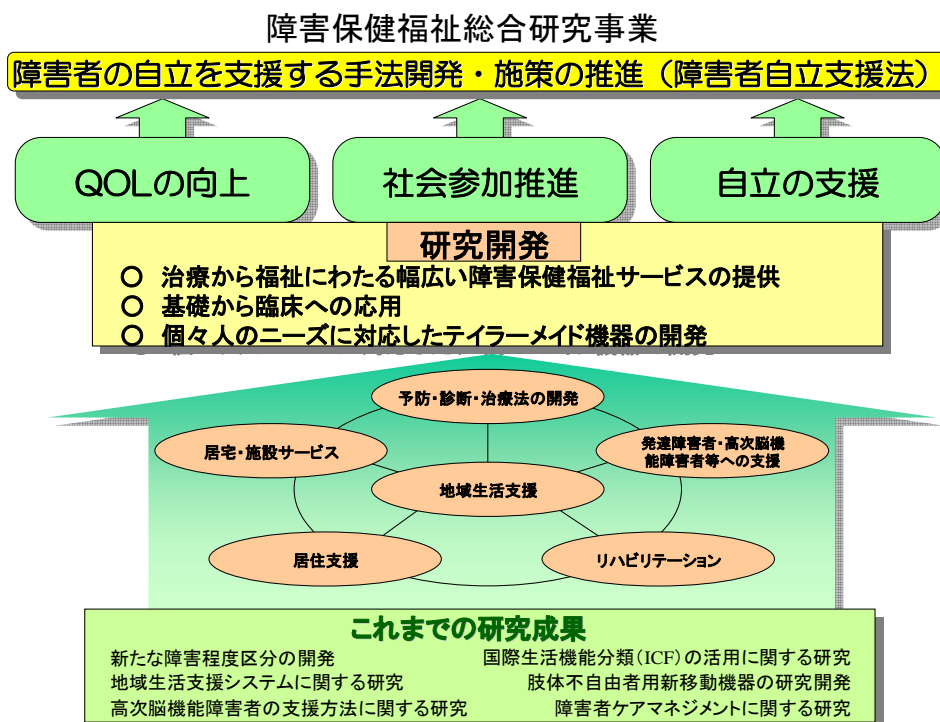 障害保健福祉総合研究事業
障害者の自立を支援する手法開発・施策の推進（障害者自立支援法）
QOLの向上
社会参加推進
自立の支援
研究開発
○ 治療から福祉にわたる幅広い障害保健福祉サービスの提供
○ 基礎から臨床への応用
○ 個々人のニーズに対応したテイラーメイド機器の開発
予防・診断・治療法の開発
居宅・施設サービス
発達障害者・高次脳機
能障害者等への支援
地域生活支援
居住支援
リハビリテーション
これまでの研究成果
新たな障害程度区分の開発
国際生活機能分類（ICF）の活用に関する研究
地域生活支援システムに関する研究
肢体不自由者用新移動機器の研究開発
高次脳機能障害者の支援方法に関する研究
障害者ケアマネジメントに関する研究